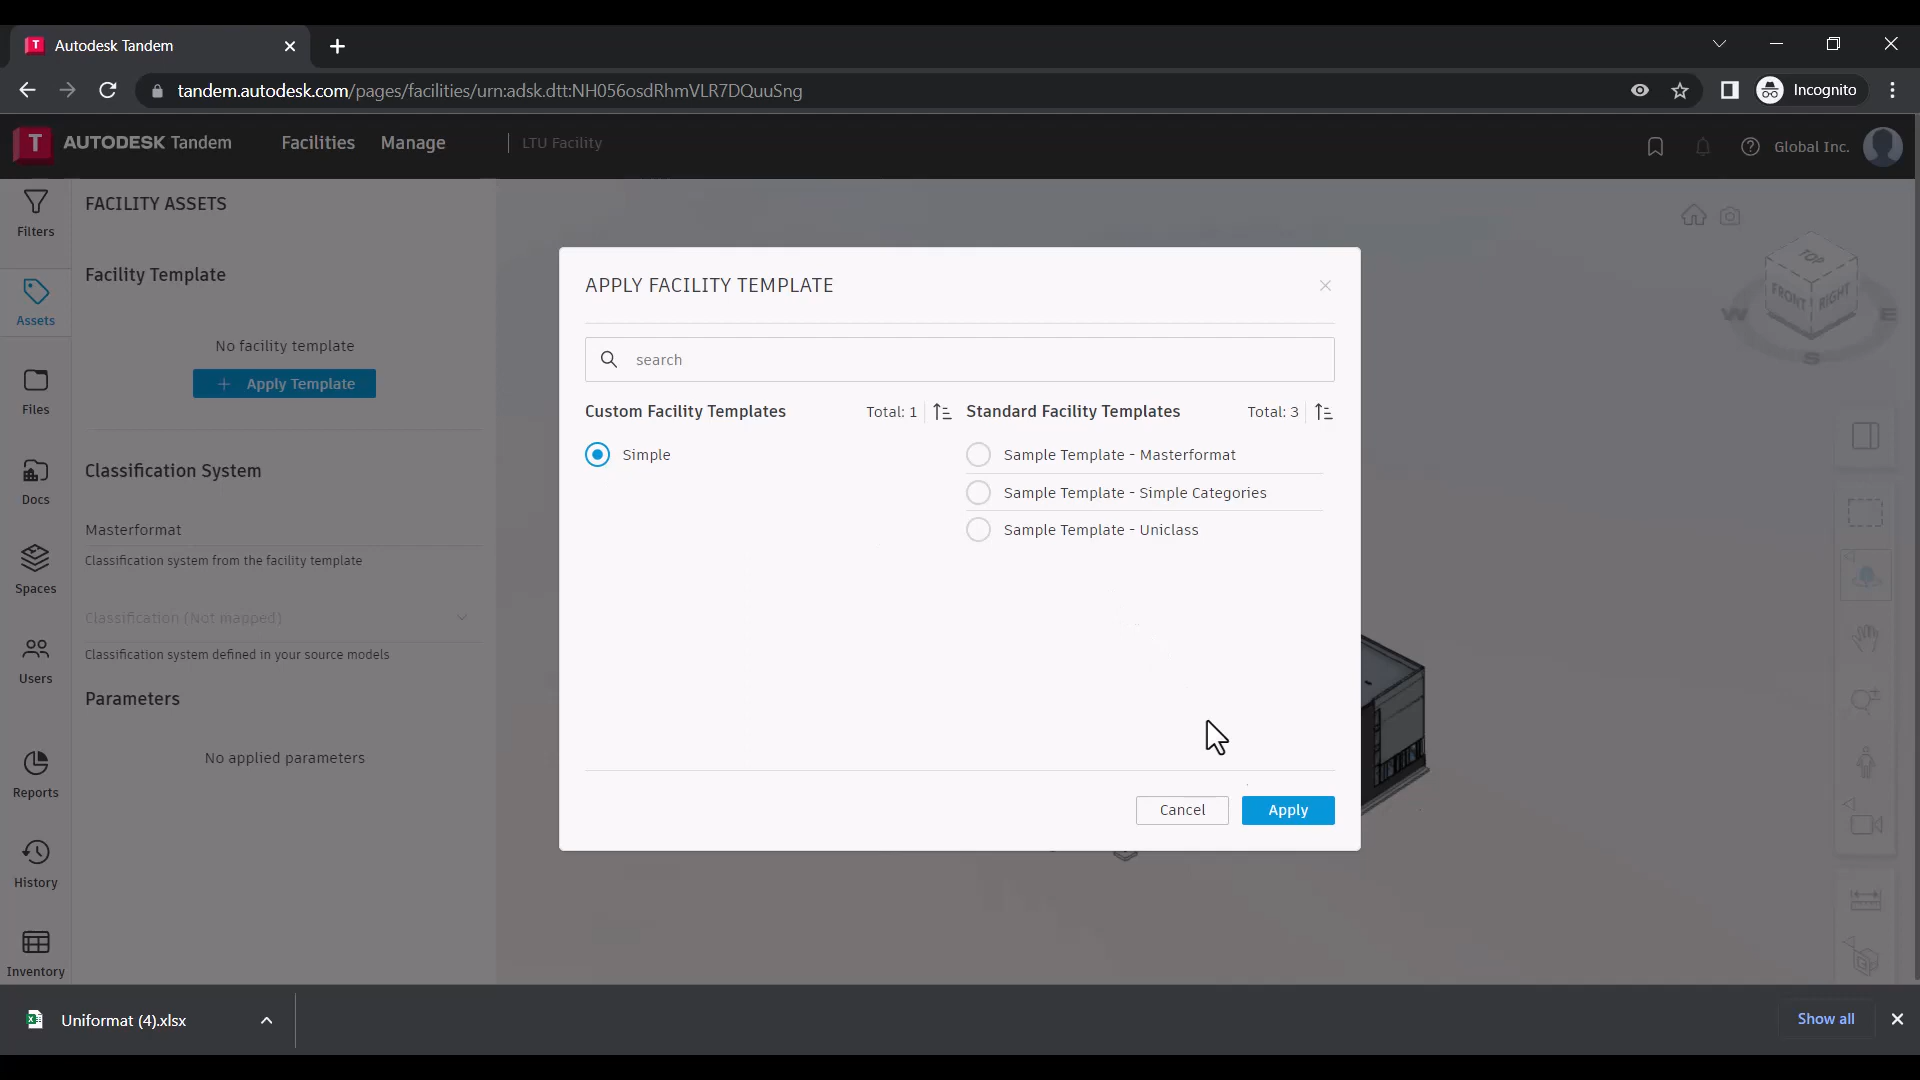 Autodesk Tandem
tandem.autodesk.com/pages/facilities/urn:adsk.dtt:NH056osdRhmVLR7DQuuSng
Incognito
T AUTODESK Tandem Facilities Manage LTU Facility Global Inc.
Filters
Assets
Files
Docs
Spaces
Users
Reports
History
Inventory
FACILITY ASSETS
Facility Template
No facility template
+ Apply Template
Classification System
Masterformat
Classification system from the facility template
Classification (Not mapped)
Classification system defined in your source models
Parameters
No applied parameters
APPLY FACILITY TEMPLATE
search
Custom Facility Templates Total: 1
Simple
Standard Facility Templates Total: 3
Sample Template - Masterformat
Sample Template - Simple Categories
Sample Template - Uniclass
Cancel Apply
TOP
FRONT RIGHT
W E
S
Uniformat (4).xlsx Show all